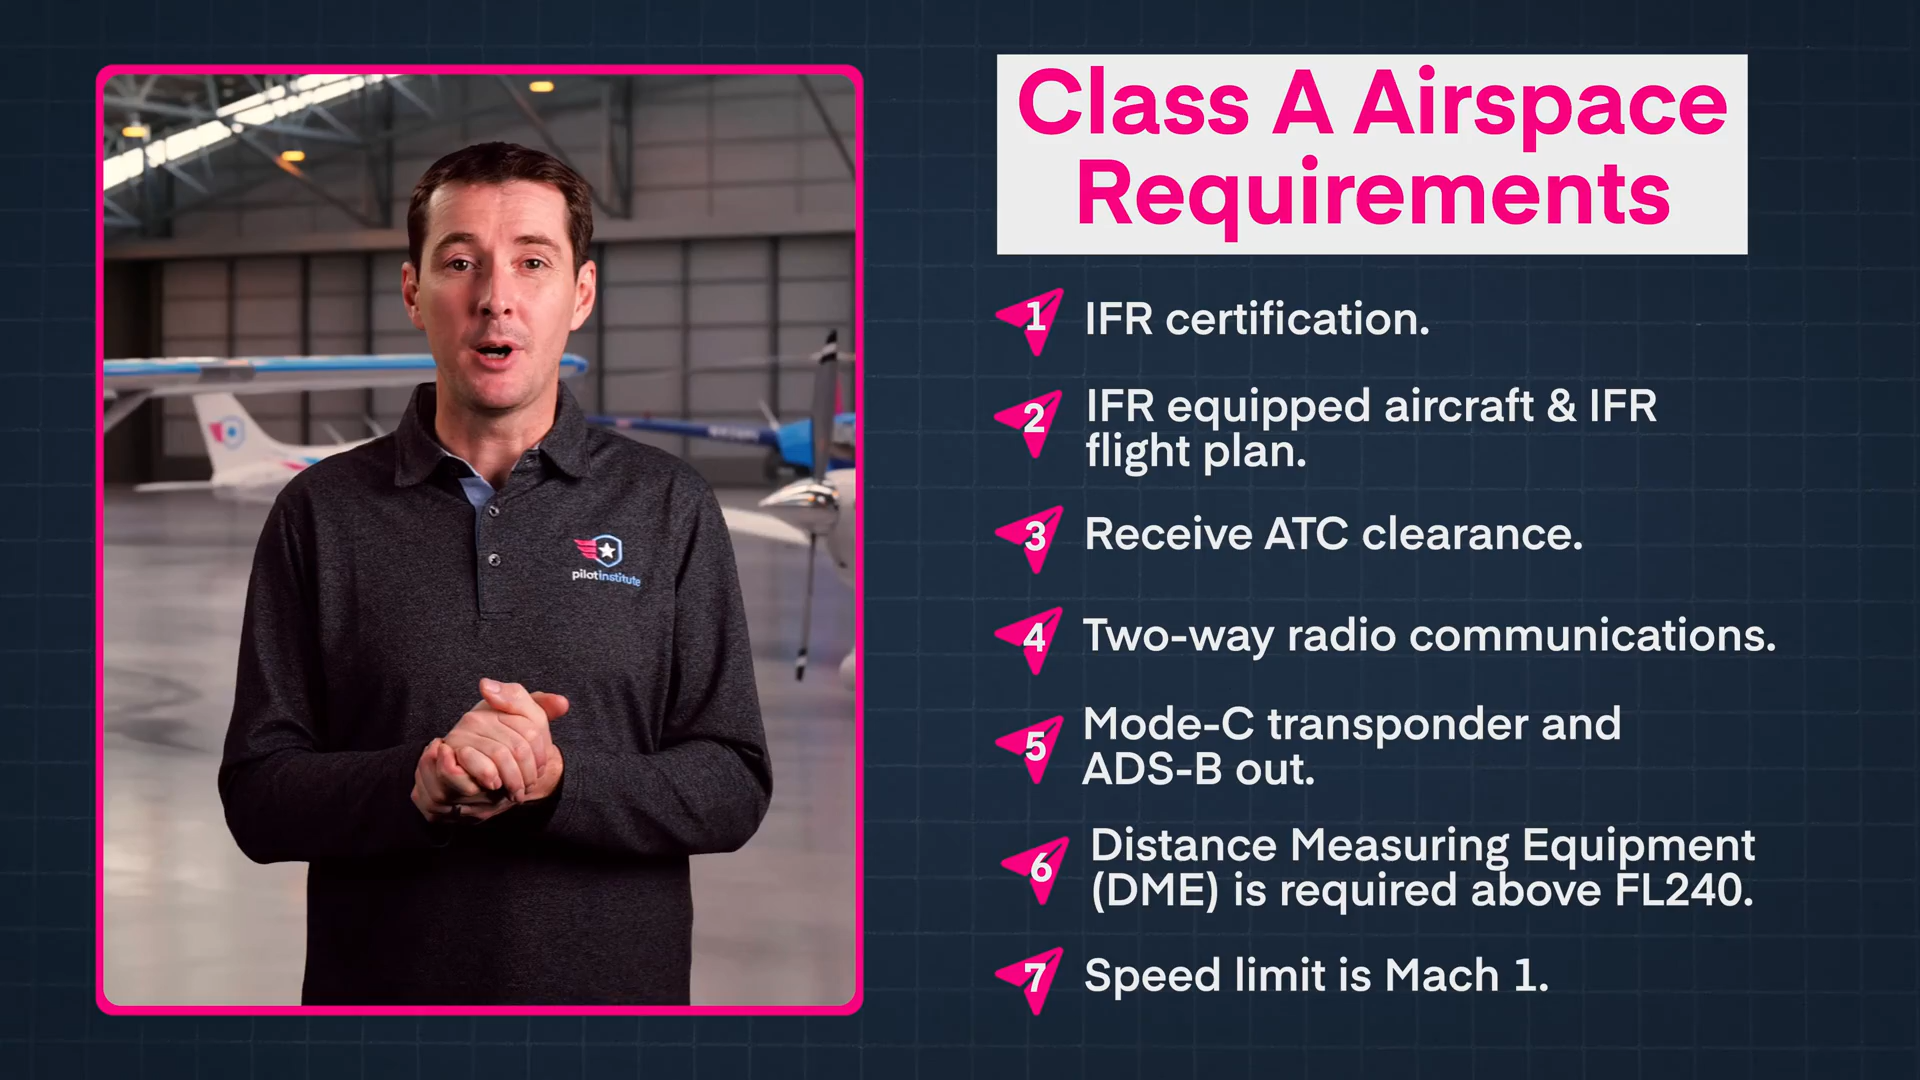 Class A Airspace
Requirements
1 IFR certification.
2 IFR equipped aircraft & IFR
flight plan.
3 Receive ATC clearance.
4 Two-way radio communications.
5 Mode-C transponder and
ADS-B out.
6 Distance Measuring Equipment
(DME) is required above FL240.
7 Speed limit is Mach 1.
pilotinstitute